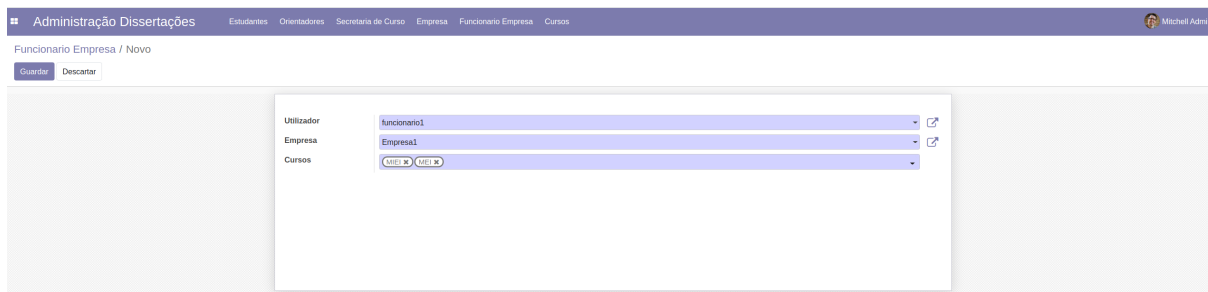 Administração Dissertações Estudantes Orientadores Secretaria de Curso Empresa Funcionario Empresa Cursos Mitchell Admi
Funcionario Empresa / Novo
Guardar Descartar
Utilizador funcionario1
Empresa Empresa1
Cursos MIEI x MEI x